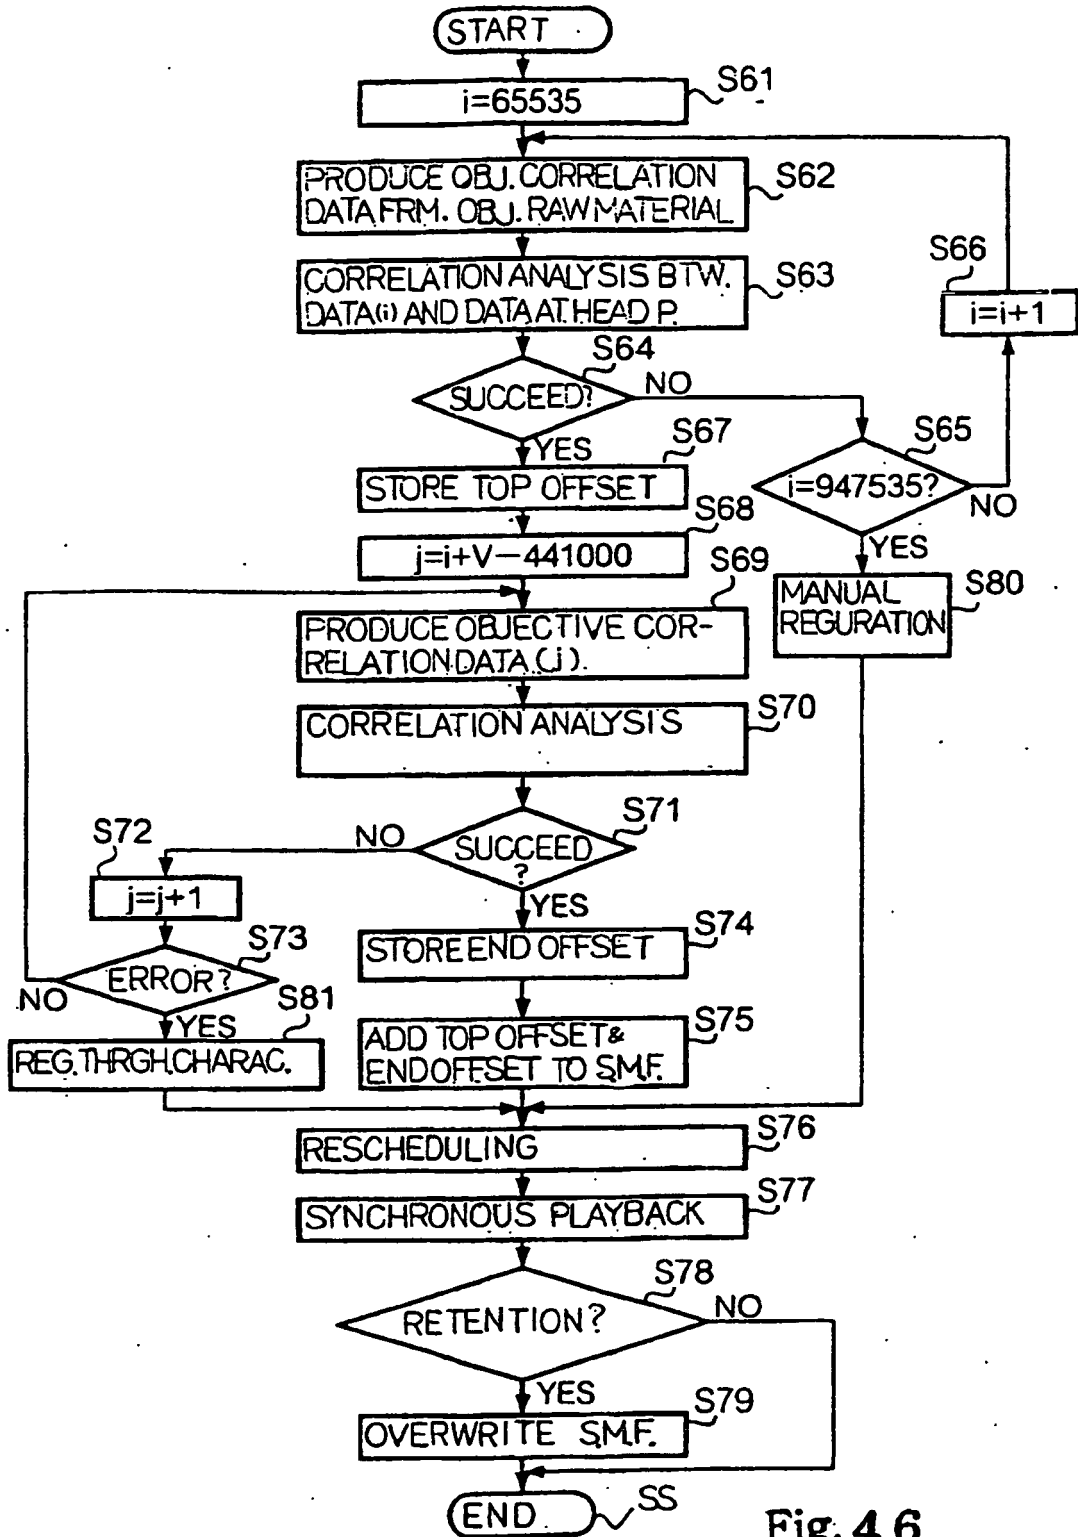 START
S61
i=65535
PRODUCE OBJ. CORRELATION
DATA FRM. OBJ. RAW MATERIAL
S62
CORRELATION ANALYSIS BTW.
DATA(i) AND DATA AT HEAD P.
S63
S66
i=i+1
S64
SUCCEED?
NO
YES
S65
i=947535?
NO
YES
S67
STORE TOP OFFSET
S68
j=i+V-441000
S69
MANUAL
REGURATION
S80
PRODUCE OBJECTIVE COR-
RELATION DATA (j).
CORRELATION ANALYSIS
S70
S71
SUCCEED
?
NO
YES
S72
j=j+1
S73
ERROR?
NO
YES
S81
REG. THRGH. CHARAC.
S74
STORE END OFFSET
S75
ADD TOP OFFSET &
END OFFSET TO S.M.F.
S76
RESCHEDULING
S77
SYNCHRONOUS PLAYBACK
S78
RETENTION?
NO
YES
S79
OVERWRITE S.M.F.
END
SS
Fig. 46